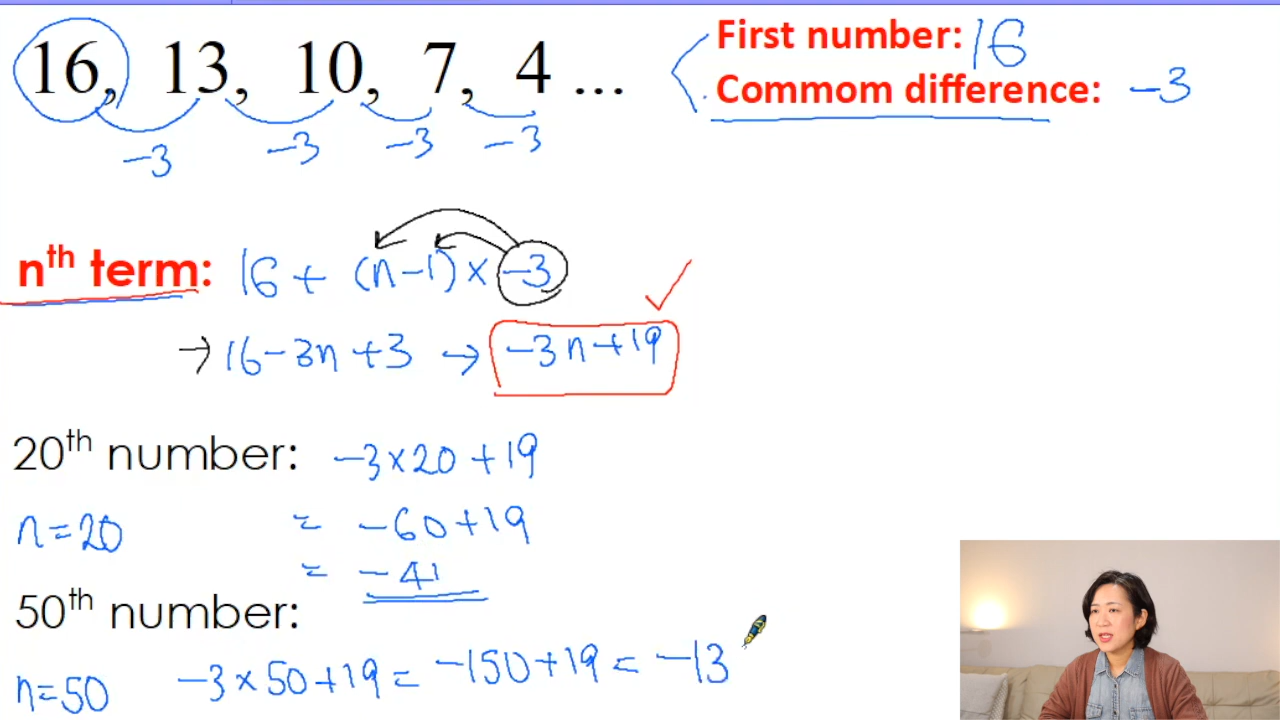 16, 13, 10, 7, 4 ...
-3 -3 -3 -3
First number: 16
Commom difference: -3
nth term: 16 + (n-1) × -3
→ 16 - 3n + 3 → -3n + 19
20th number: -3 × 20 + 19
n = 20 = -60 + 19
= -41
50th number:
n = 50 -3 × 50 + 19 = -150 + 19 = -13